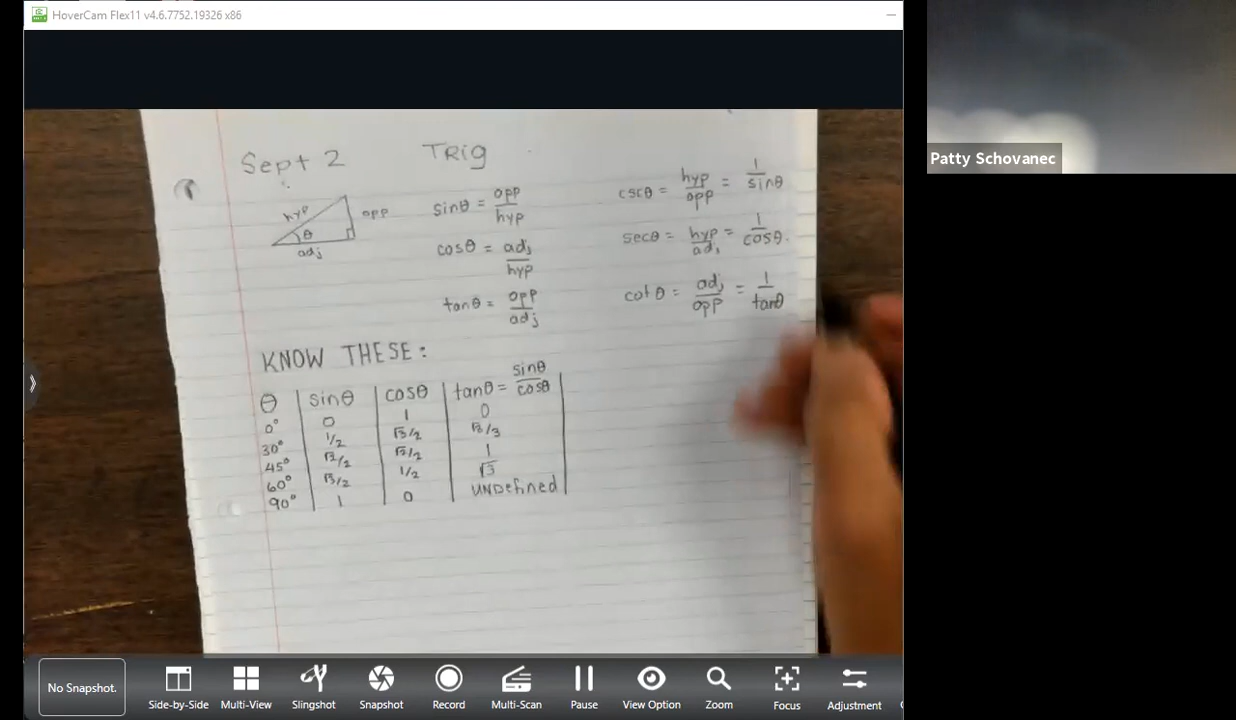 HoverCam Flex11 v4.6.7752.19326 x86
Patty Schovanec
Sept 2 TRIG
hyp opp
θ
adj
sinθ = opp/hyp
cosθ = adj/hyp
tanθ = opp/adj
cscθ = hyp/opp = 1/sinθ
secθ = hyp/adj = 1/cosθ.
cotθ = adj/opp = 1/tanθ
KNOW THESE:
θ | sinθ | cosθ | tanθ = sinθ/cosθ
0° | 0 | 1 | 0
30° | 1/2 | √3/2 | √3/3
45° | √2/2 | √2/2 | 1
60° | √3/2 | 1/2 | √3
90° | 1 | 0 | UNDefined
No Snapshot.
Side-by-Side Multi-View Slingshot Snapshot Record Multi-Scan Pause View Option Zoom Focus Adjustment